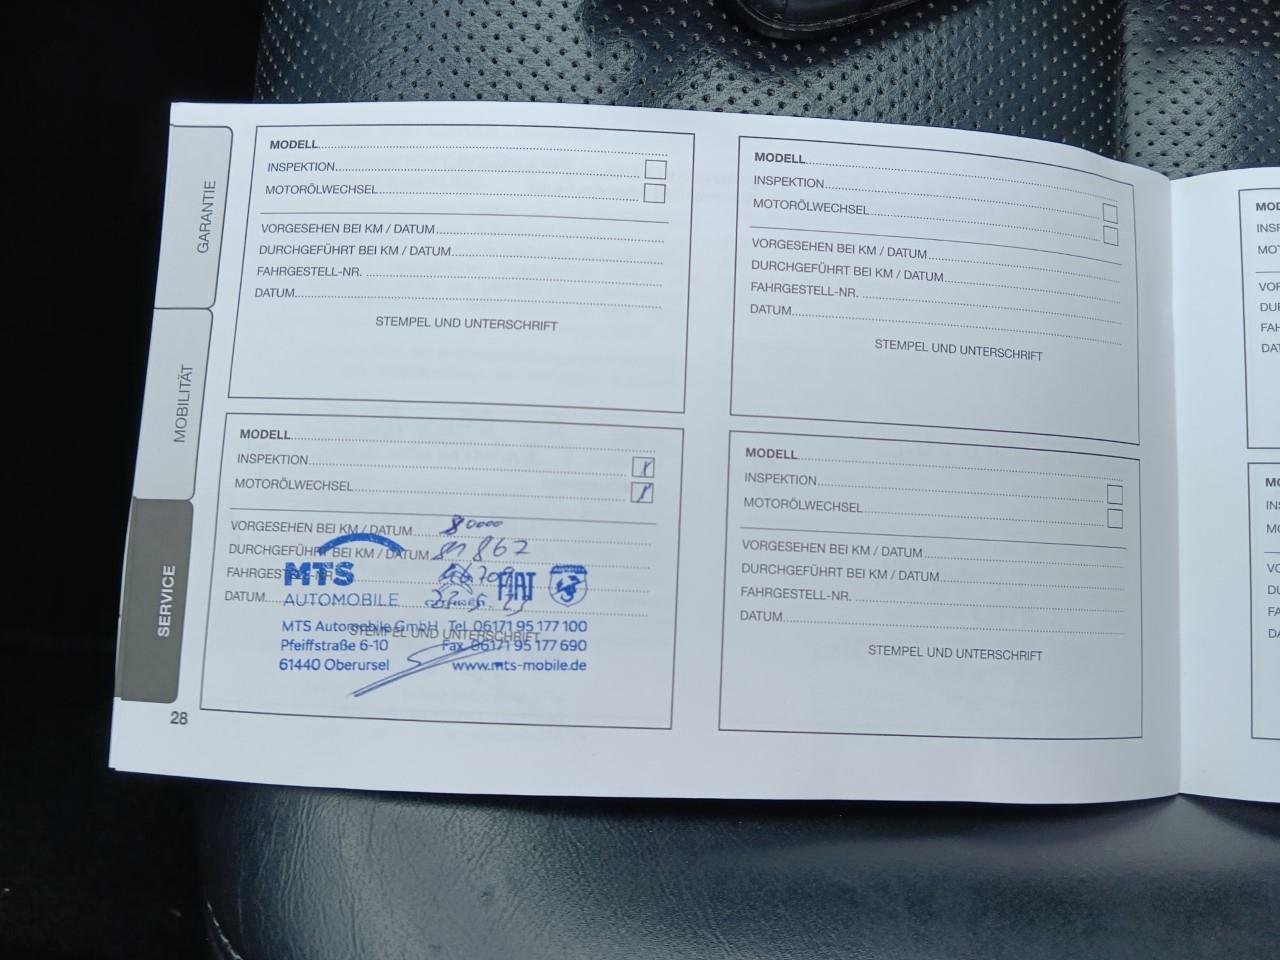 GARANTIE
MOBILITÄT
SERVICE
MODELL
INSPEKTION
MOTORÖLWECHSEL
VORGESEHEN BEI KM / DATUM
DURCHGEFÜHRT BEI KM / DATUM
FAHRGESTELL-NR.
DATUM
STEMPEL UND UNTERSCHRIFT
MODELL
INSPEKTION
MOTORÖLWECHSEL
VORGESEHEN BEI KM / DATUM
DURCHGEFÜHRT BEI KM / DATUM
FAHRGESTELL-NR.
DATUM
STEMPEL UND UNTERSCHRIFT
MODELL
INSPEKTION X
MOTORÖLWECHSEL
VORGESEHEN BEI KM / DATUM 80000
DURCHGEFÜHRT BEI KM / DATUM 81862
FAHRGESTELL-NR.
DATUM
STEMPEL UND UNTERSCHRIFT
MTS FIAT
AUTOMOBILE
MTS Automobile GmbH Tel. 06171 95 177 100
Pfeiffstraße 6-10 Fax. 06171 95 177 690
61440 Oberursel www.mts-mobile.de
MODELL
INSPEKTION
MOTORÖLWECHSEL
VORGESEHEN BEI KM / DATUM
DURCHGEFÜHRT BEI KM / DATUM
FAHRGESTELL-NR.
DATUM
STEMPEL UND UNTERSCHRIFT
28